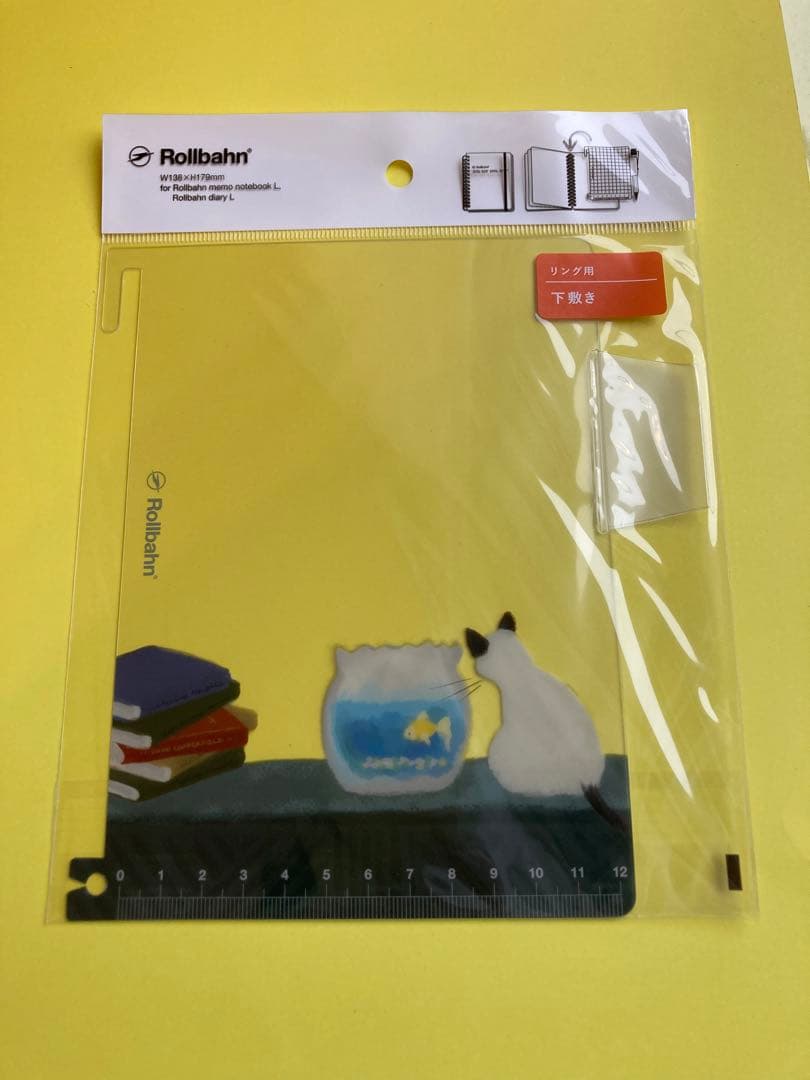 Rollbahn®
W136×H179mm
for Rollbahn memo notebook L,
Rollbahn diary L
リング用
下敷き
Rollbahn®
0 1 2 3 4 5 6 7 8 9 10 11 12